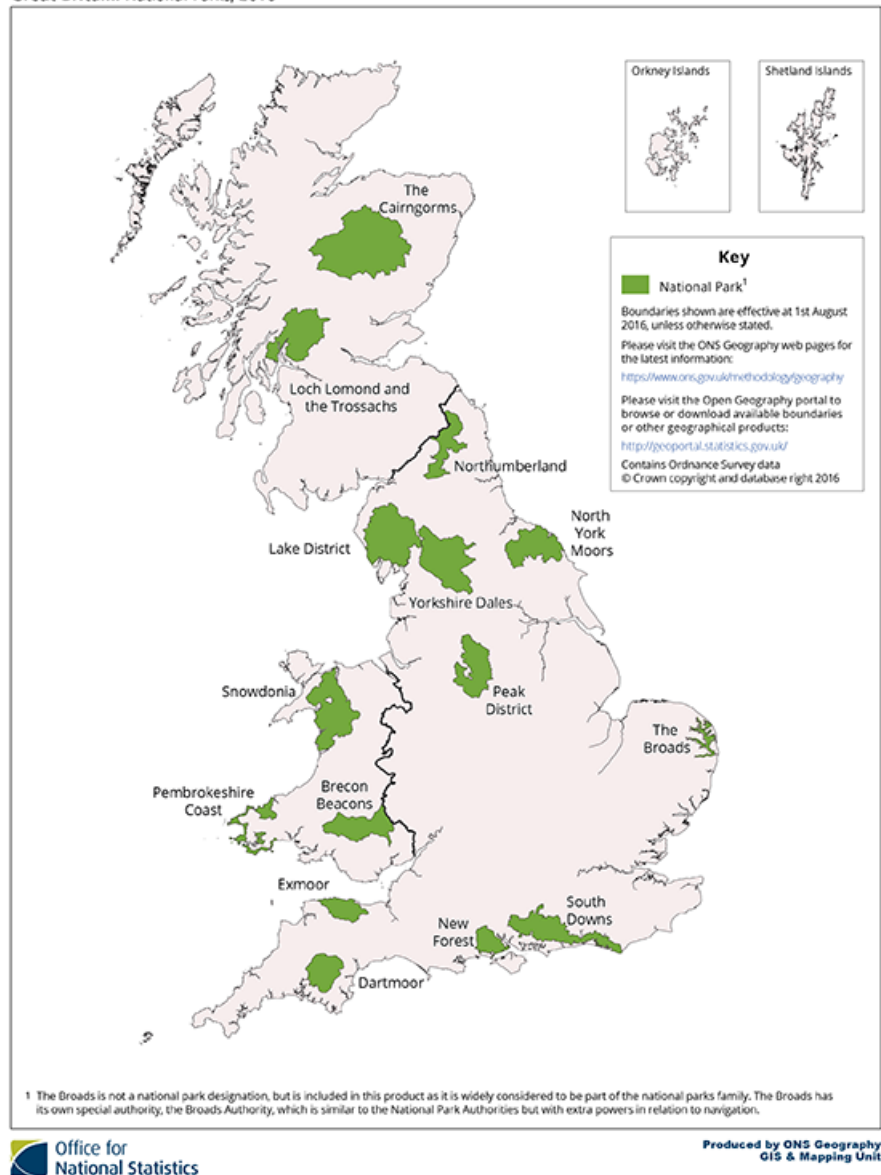 Great Britain: National Parks, 2016
Orkney Islands
Shetland Islands
The
Cairngorms
Key
National Park¹
Boundaries shown are effective at 1st August
2016, unless otherwise stated.
Please visit the ONS Geography web pages for
the latest information:
https://www.ons.gov.uk/methodology/geography
Please visit the Open Geography portal to
browse or download available boundaries
or other geographical products:
http://geoportal.statistics.gov.uk/
Contains Ordnance Survey data
© Crown copyright and database right 2016
Loch Lomond and
the Trossachs
Northumberland
North
York
Moors
Lake District
Yorkshire Dales
Snowdonia
Peak
District
The
Broads
Pembrokeshire
Coast
Brecon
Beacons
Exmoor
New
Forest
South
Downs
Dartmoor
1 The Broads is not a national park designation, but is included in this product as it is widely considered to be part of the national parks family. The Broads has
its own special authority, the Broads Authority, which is similar to the National Park Authorities but with extra powers in relation to navigation.
Office for
National Statistics
Produced by ONS Geography
GIS & Mapping Unit